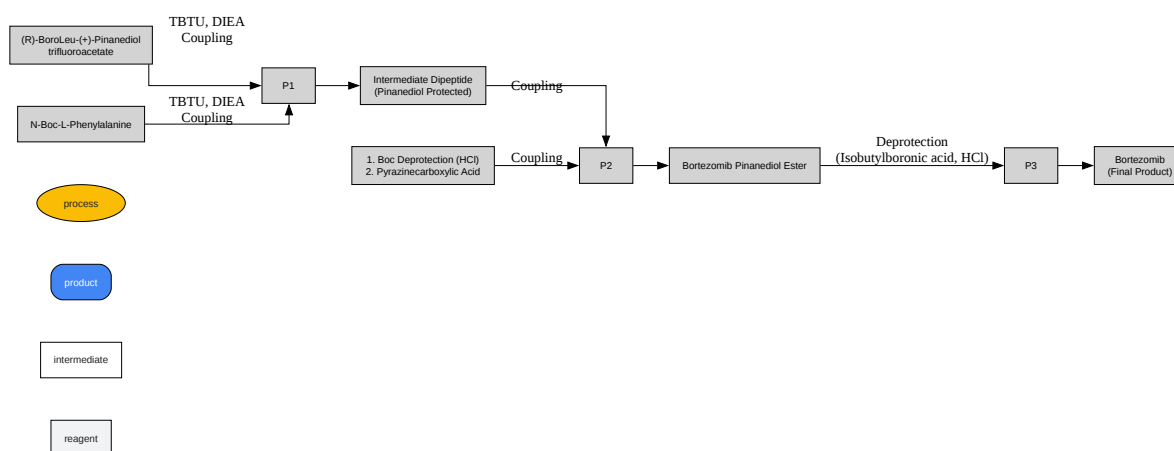 TBTU, DIEA
Coupling
(R)-BoroLeu-(+)-Pinanediol
trifluoroacetate
P1
Intermediate Dipeptide
(Pinanediol Protected)
Coupling
TBTU, DIEA
Coupling
N-Boc-L-Phenylalanine
1. Boc Deprotection (HCl)
2. Pyrazinecarboxylic Acid
Coupling
P2
Bortezomib Pinanediol Ester
Deprotection
(Isobutylboronic acid, HCl)
P3
Bortezomib
(Final Product)
process
product
intermediate
reagent